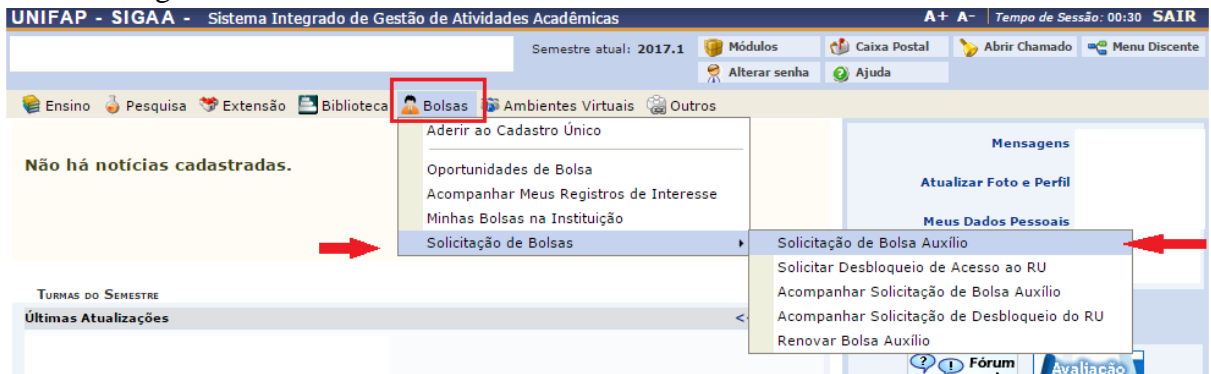 UNIFAP - SIGAA - Sistema Integrado de Gestão de Atividades Acadêmicas A+ A- Tempo de Sessão: 00:30 SAIR
Semestre atual: 2017.1 Módulos Caixa Postal Abrir Chamado Menu Discente
Alterar senha Ajuda
Ensino Pesquisa Extensão Biblioteca Bolsas Ambientes Virtuais Outros
Aderir ao Cadastro Único
Oportunidades de Bolsa
Acompanhar Meus Registros de Interesse
Minhas Bolsas na Instituição
Solicitação de Bolsas
Solicitação de Bolsa Auxílio
Solicitar Desbloqueio de Acesso ao RU
Acompanhar Solicitação de Bolsa Auxílio
Acompanhar Solicitação de Desbloqueio do RU
Renovar Bolsa Auxílio
Não há notícias cadastradas.
Mensagens
Atualizar Foto e Perfil
Meus Dados Pessoais
Turmas do Semestre
Últimas Atualizações <
Fórum
Avaliação